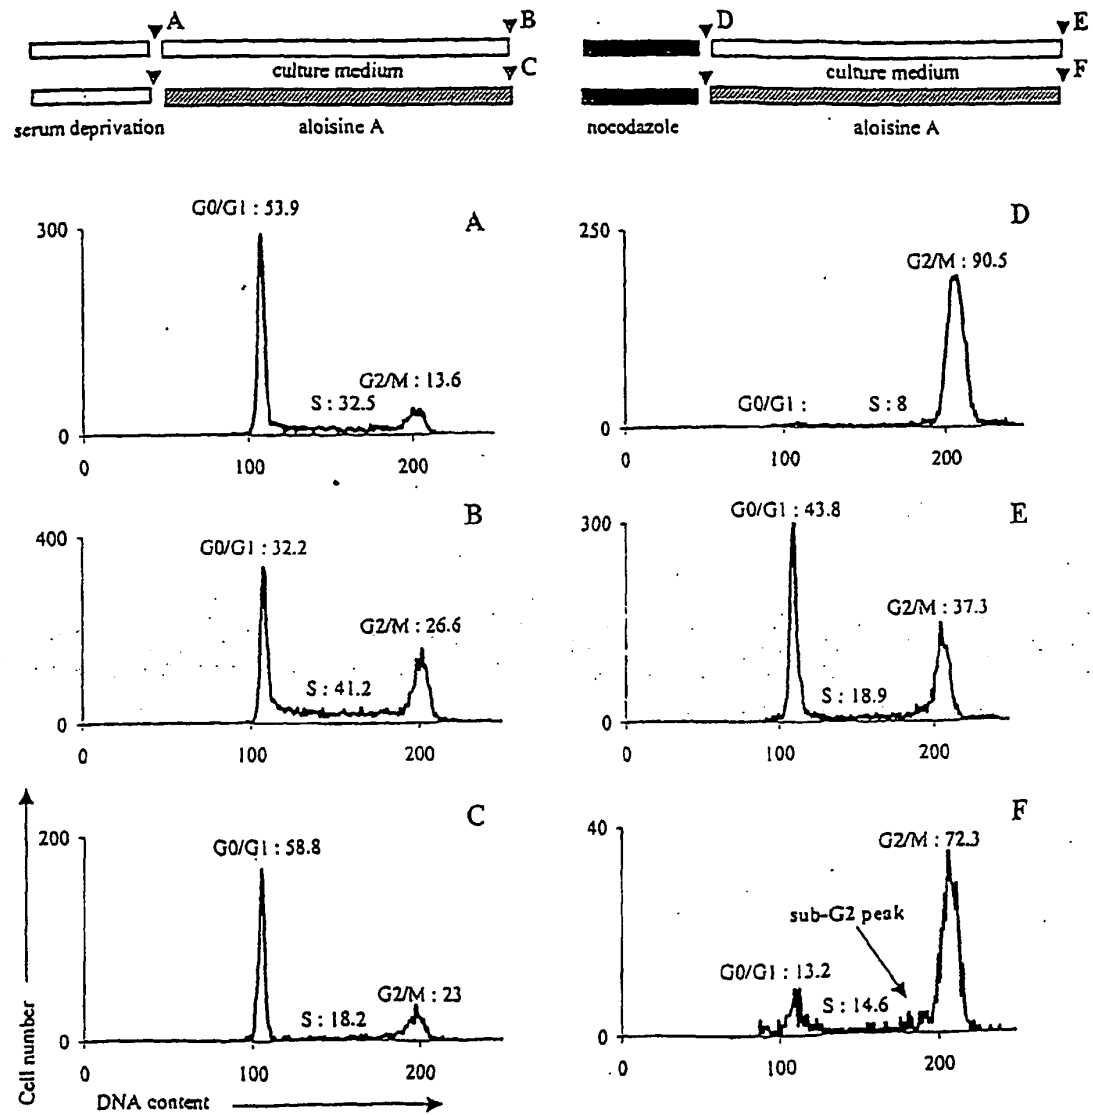 A
B
culture medium
C
serum deprivation
aloisine A
D
E
culture medium
F
nocodazole
aloisine A
A
G0/G1 : 53.9
300
G2/M : 13.6
S : 32.5
0
0
100
200
D
250
G2/M : 90.5
G0/G1 :
S : 8
0
0
100
200
B
400
G0/G1 : 32.2
G2/M : 26.6
S : 41.2
0
0
100
200
E
G0/G1 : 43.8
300
G2/M : 37.3
S : 18.9
0
0
100
200
C
200
G0/G1 : 58.8
G2/M : 23
S : 18.2
0
0
100
200
F
40
G2/M : 72.3
sub-G2 peak
G0/G1 : 13.2
S : 14.6
0
0
100
200
Cell number
DNA content